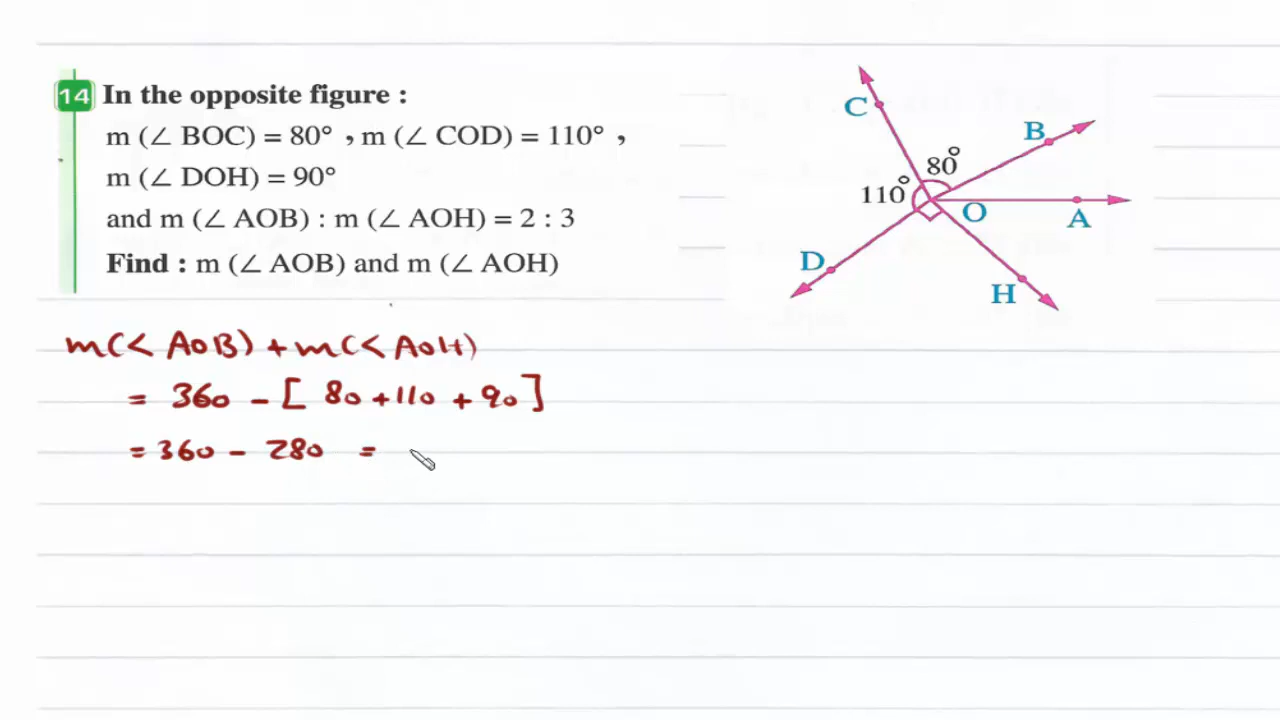 14 In the opposite figure :
m (∠ BOC) = 80° , m (∠ COD) = 110° ,
m (∠ DOH) = 90°
and m (∠ AOB) : m (∠ AOH) = 2 : 3
Find : m (∠ AOB) and m (∠ AOH)
C
B
80°
110°
O
A
D
H
m(< AOB) + m(< AOH)
= 360 - [ 80 + 110 + 90 ]
= 360 - 280 =